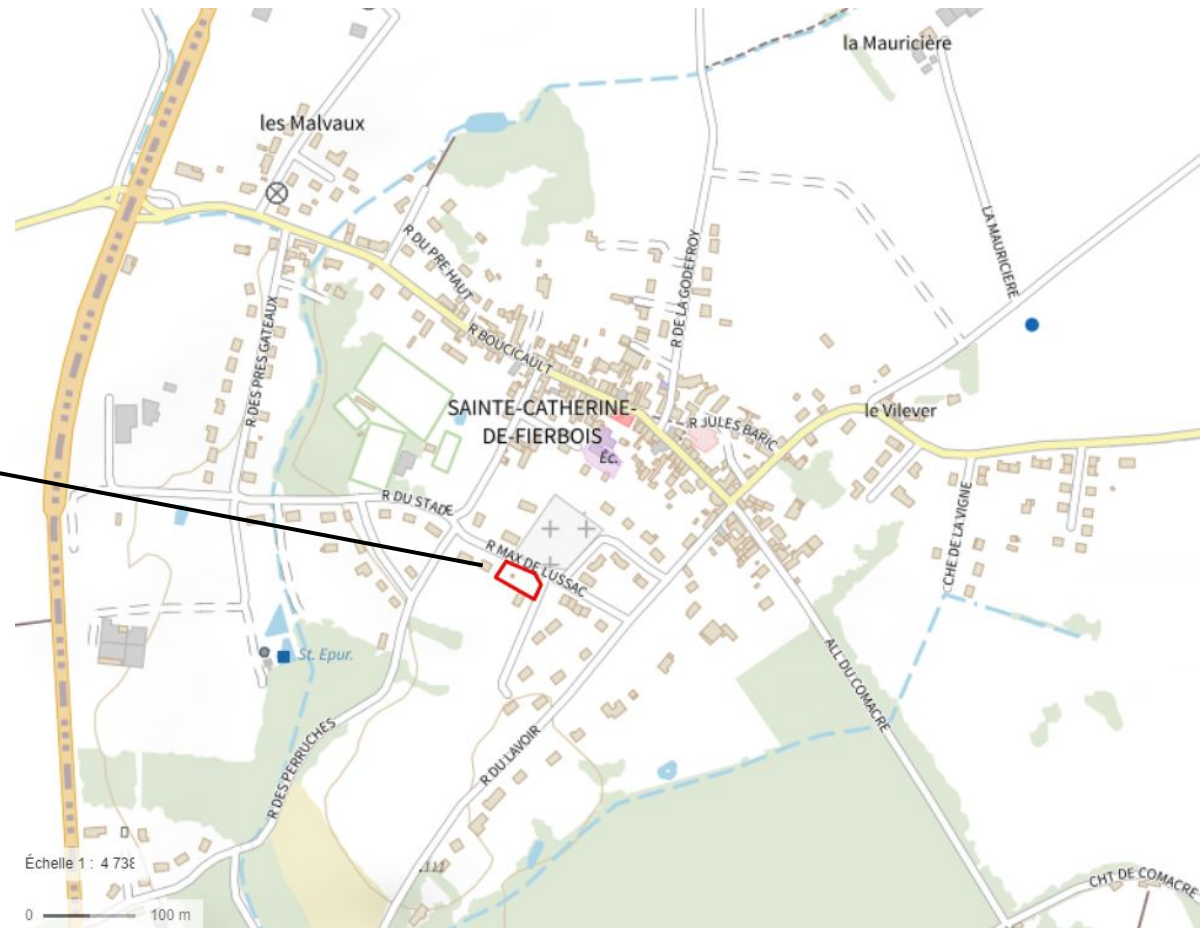 la Mauricière
les Malvaux
R DU PRE HAUT
R DE LA GODEFROY
LA MAURICIERE
R DES PRES GATEAUX
R BOUCICAULT
SAINTE-CATHERINE-
DE-FIERBOIS
R JULES BARIC
le Vilever
Éc.
R DU STADE
R MAX DE LUSSAC
CHE DE LA VIGNE
St. Epur.
ALL DU COMACRE
R DES PERRUCHES
R DU LAVOIR
111
CHT DE COMACRE
Échelle 1 : 4 738
0 100 m